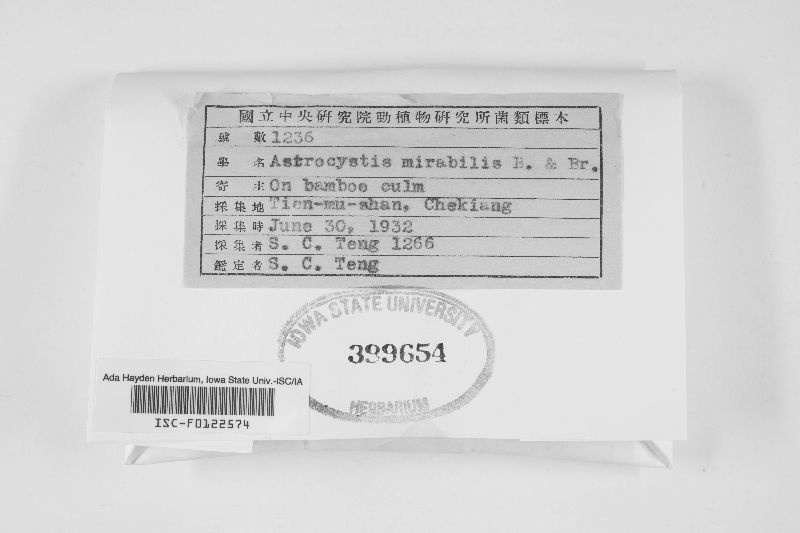 國立中央研究院動植物研究所菌類標本
號數 1236
學名 Astrocystis mirabilis B. & Br.
寄主 On bamboe culm
採集地 Tien-mu-shan, Chekiang
採集時 June 30, 1932
採集者 S. C. Teng 1266
鑑定者 S. C. Teng
IOWA STATE UNIVERSITY
399654
HERBARIUM
Ada Hayden Herbarium, Iowa State Univ.-ISC/IA
ISC-F0122574